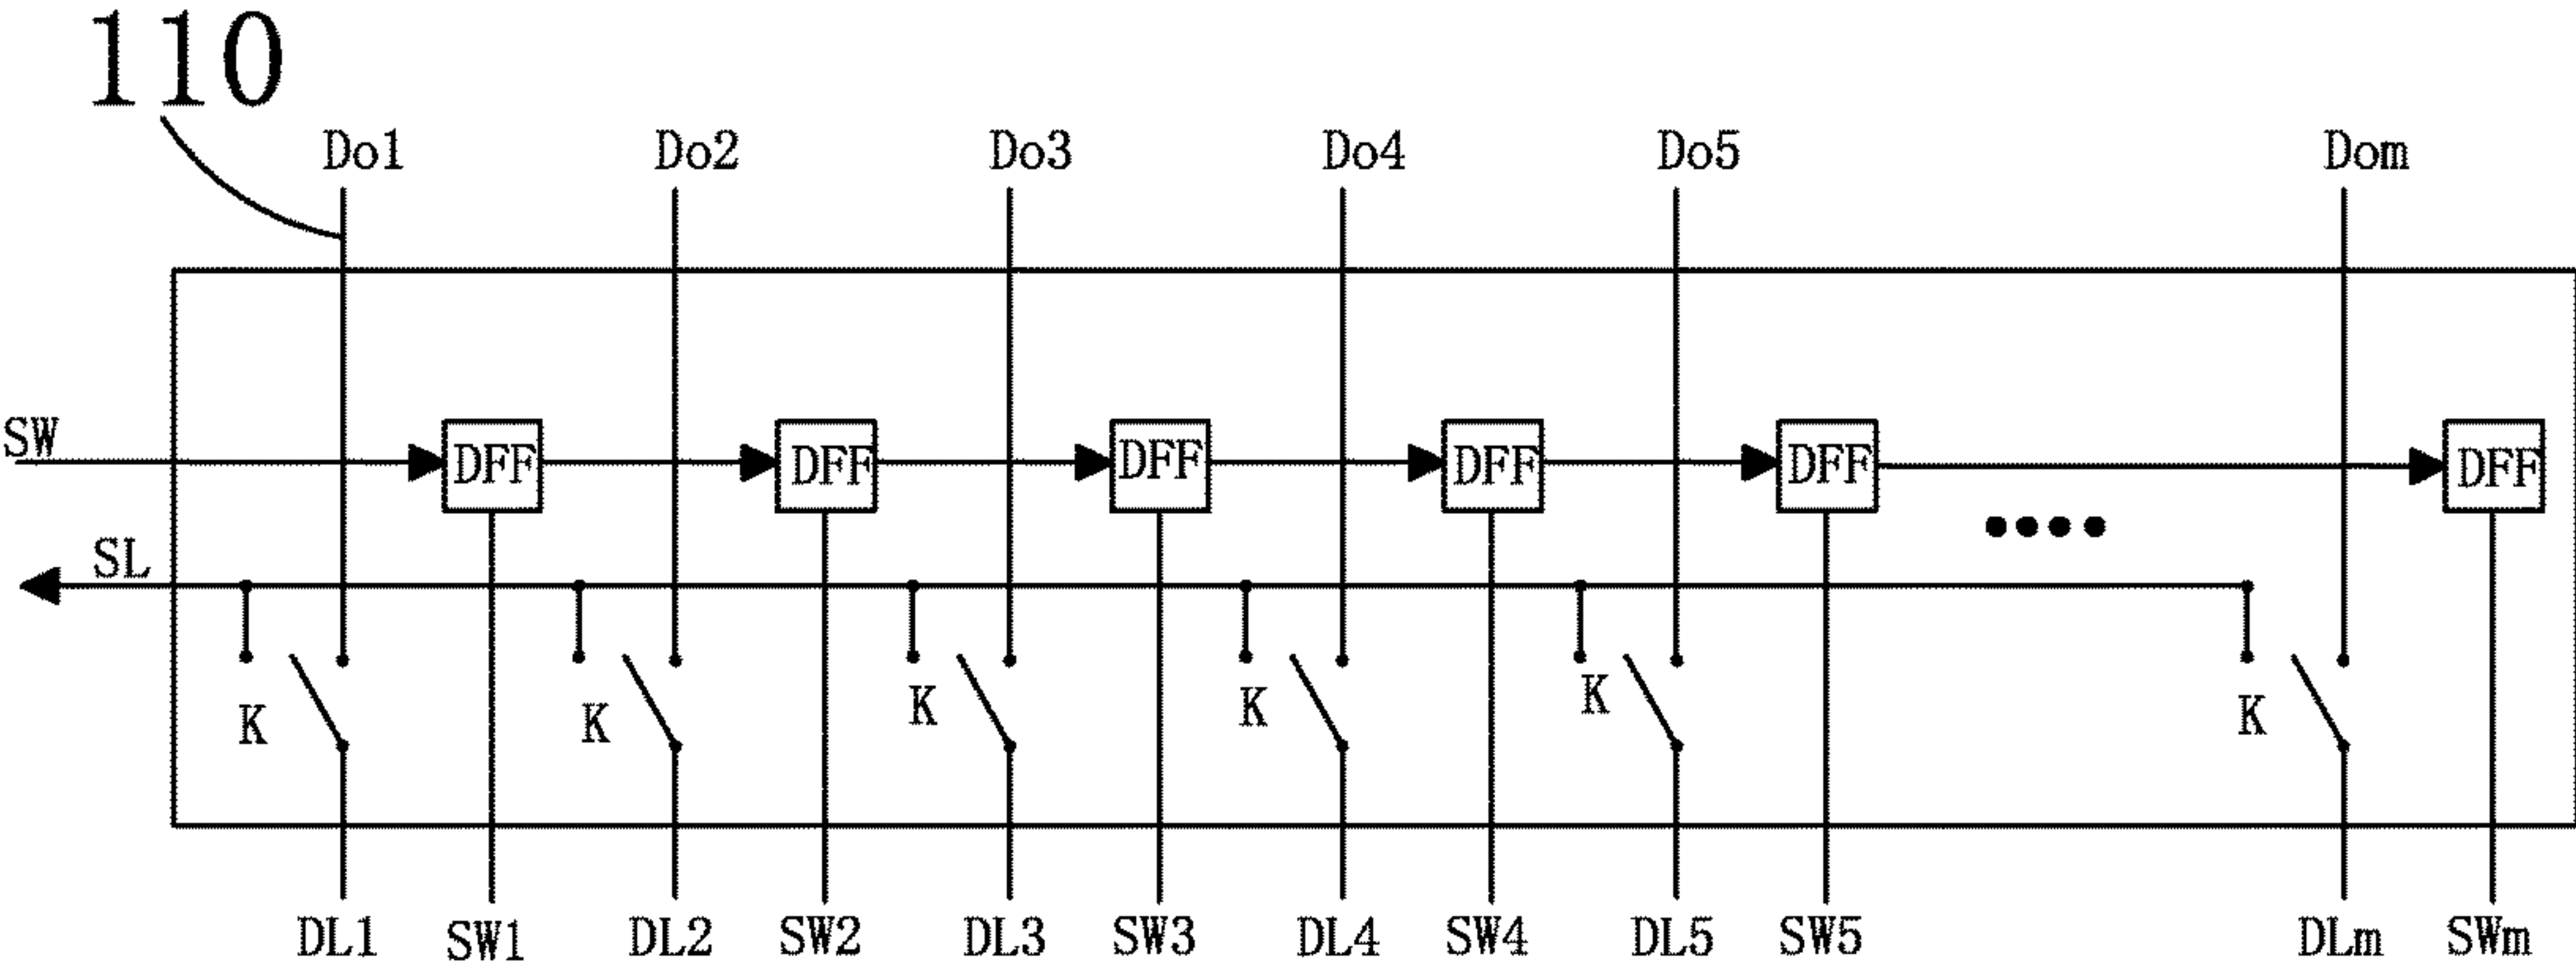 110
Do1 Do2 Do3 Do4 Do5 Dom
SW DFF DFF DFF DFF DFF DFF
SL
K K K K K K
DL1 SW1 DL2 SW2 DL3 SW3 DL4 SW4 DL5 SW5 DLm SWm